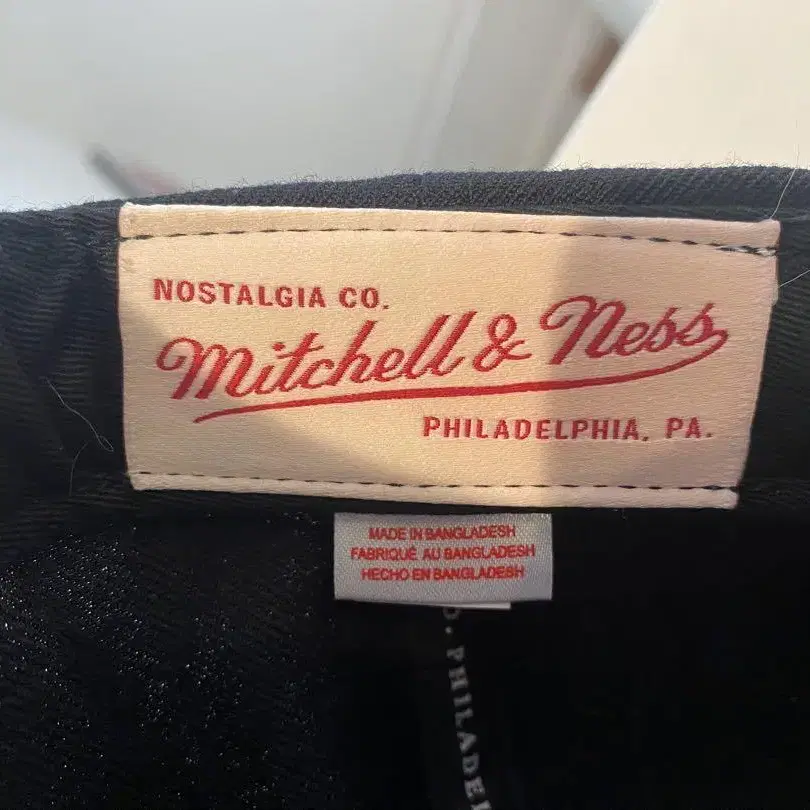 NOSTALGIA CO.
Mitchell & Ness
PHILADELPHIA, PA.
MADE IN BANGLADESH
FABRIQUÉ AU BANGLADESH
HECHO EN BANGLADESH